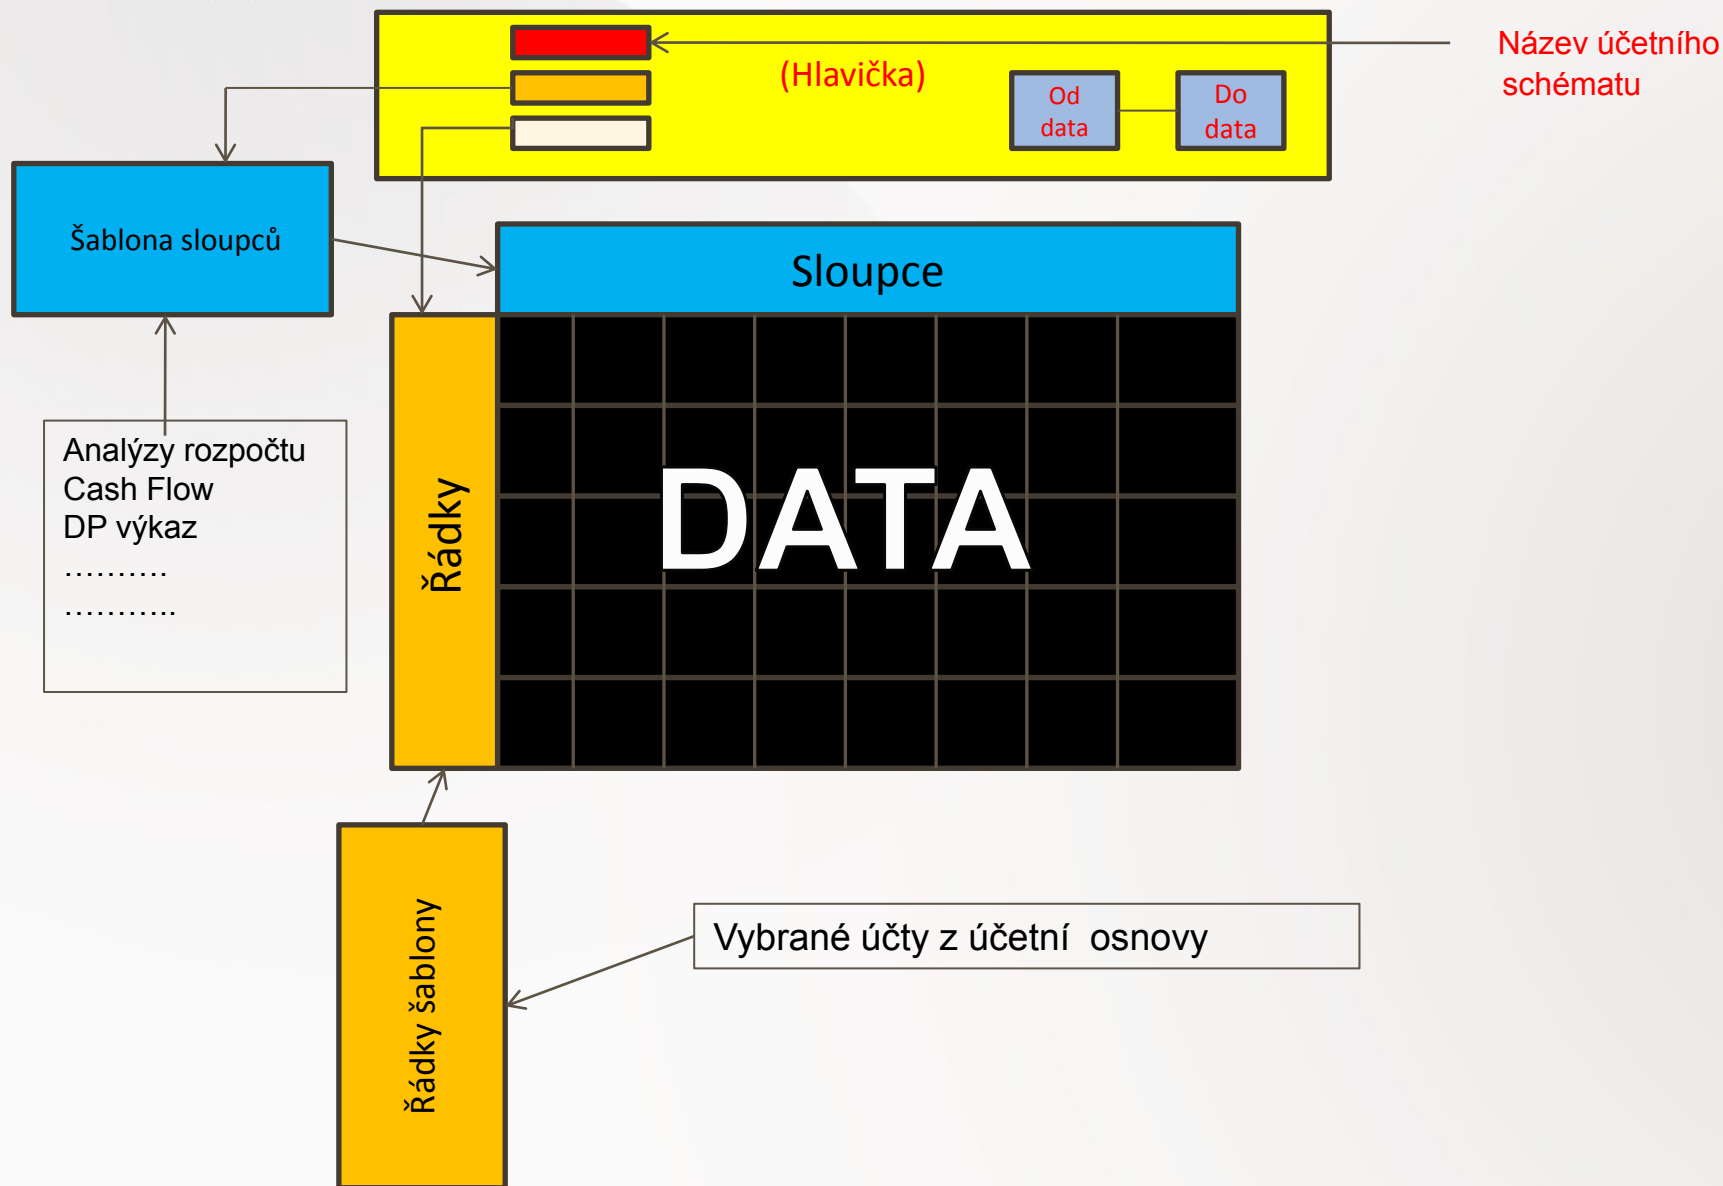 Název účetního
schématu
(Hlavička)
Od
data
Do
data
Šablona sloupců
Sloupce
Analýzy rozpočtu
Cash Flow
DP výkaz
……….
………..
Řádky
DATA
Řádky šablony
Vybrané účty z účetní  osnovy